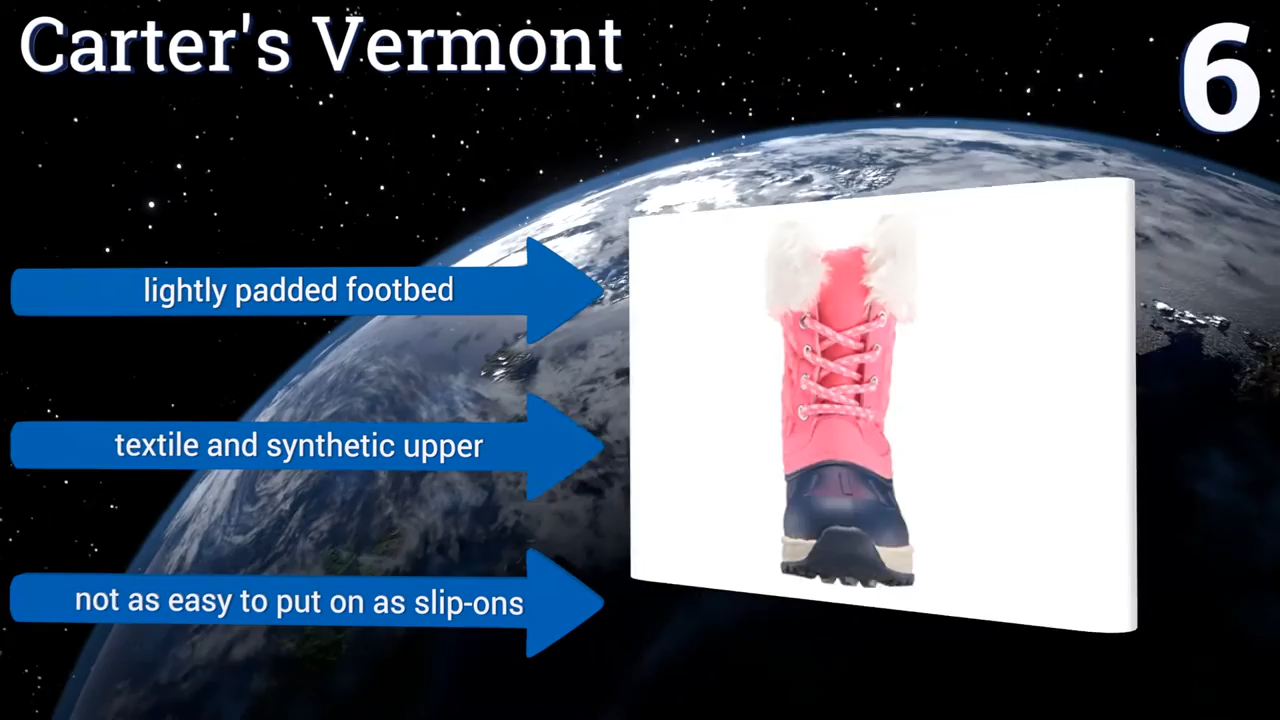 Carter's Vermont
6
lightly padded footbed
textile and synthetic upper
not as easy to put on as slip-ons